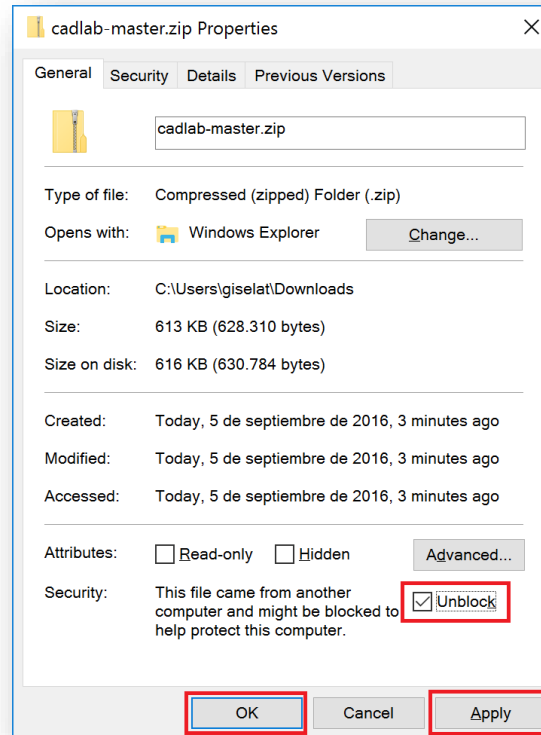 cadlab-master.zip Properties
General Security Details Previous Versions
cadlab-master.zip
Type of file: Compressed (zipped) Folder (.zip)
Opens with: Windows Explorer Change...
Location: C:\Users\giselat\Downloads
Size: 613 KB (628.310 bytes)
Size on disk: 616 KB (630.784 bytes)
Created: Today, 5 de septiembre de 2016, 3 minutes ago
Modified: Today, 5 de septiembre de 2016, 3 minutes ago
Accessed: Today, 5 de septiembre de 2016, 3 minutes ago
Attributes: Read-only Hidden Advanced...
Security: This file came from another
computer and might be blocked to
help protect this computer.
Unblock
OK Cancel Apply